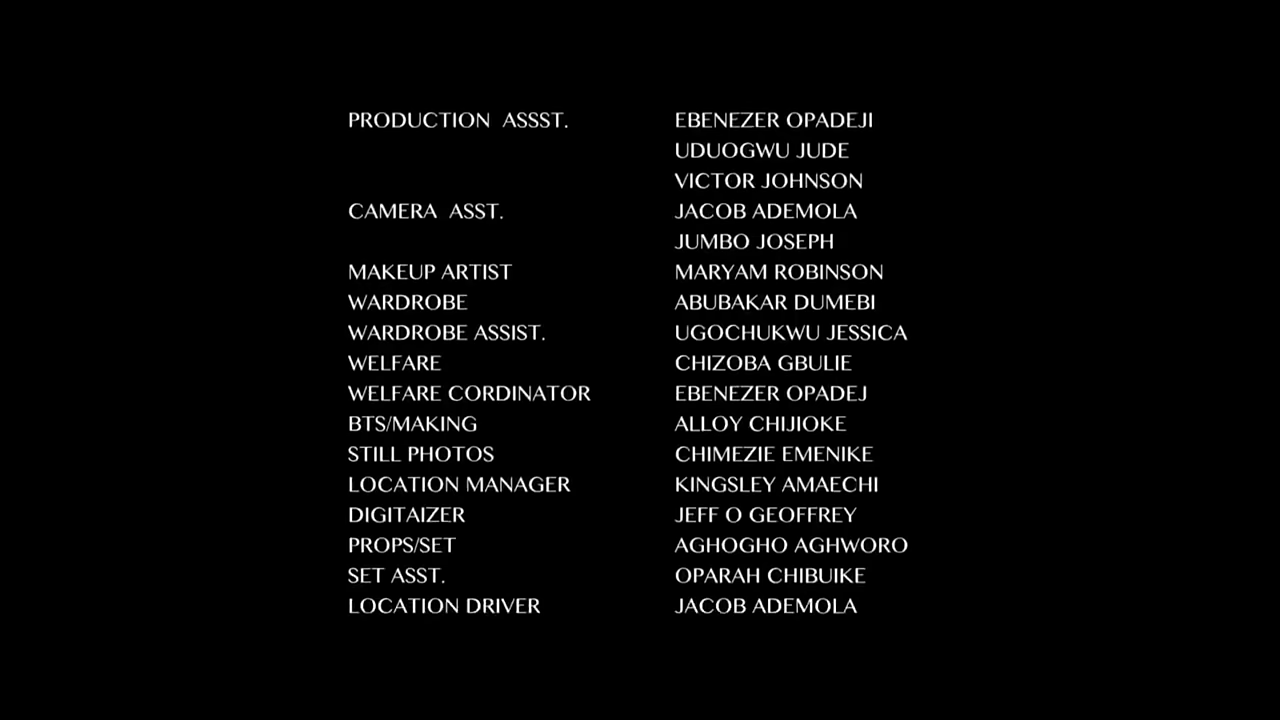 PRODUCTION ASSST. EBENEZER OPADEJI
UDUOGWU JUDE
VICTOR JOHNSON
CAMERA ASST. JACOB ADEMOLA
JUMBO JOSEPH
MAKEUP ARTIST MARYAM ROBINSON
WARDROBE ABUBAKAR DUMEBI
WARDROBE ASSIST. UGOCHUKWU JESSICA
WELFARE CHIZOBA GBULIE
WELFARE CORDINATOR EBENEZER OPADEJ
BTS/MAKING ALLOY CHIJIOKE
STILL PHOTOS CHIMEZIE EMENIKE
LOCATION MANAGER KINGSLEY AMAECHI
DIGITAIZER JEFF O GEOFFREY
PROPS/SET AGHOGHO AGHWORO
SET ASST. OPARAH CHIBUIKE
LOCATION DRIVER JACOB ADEMOLA